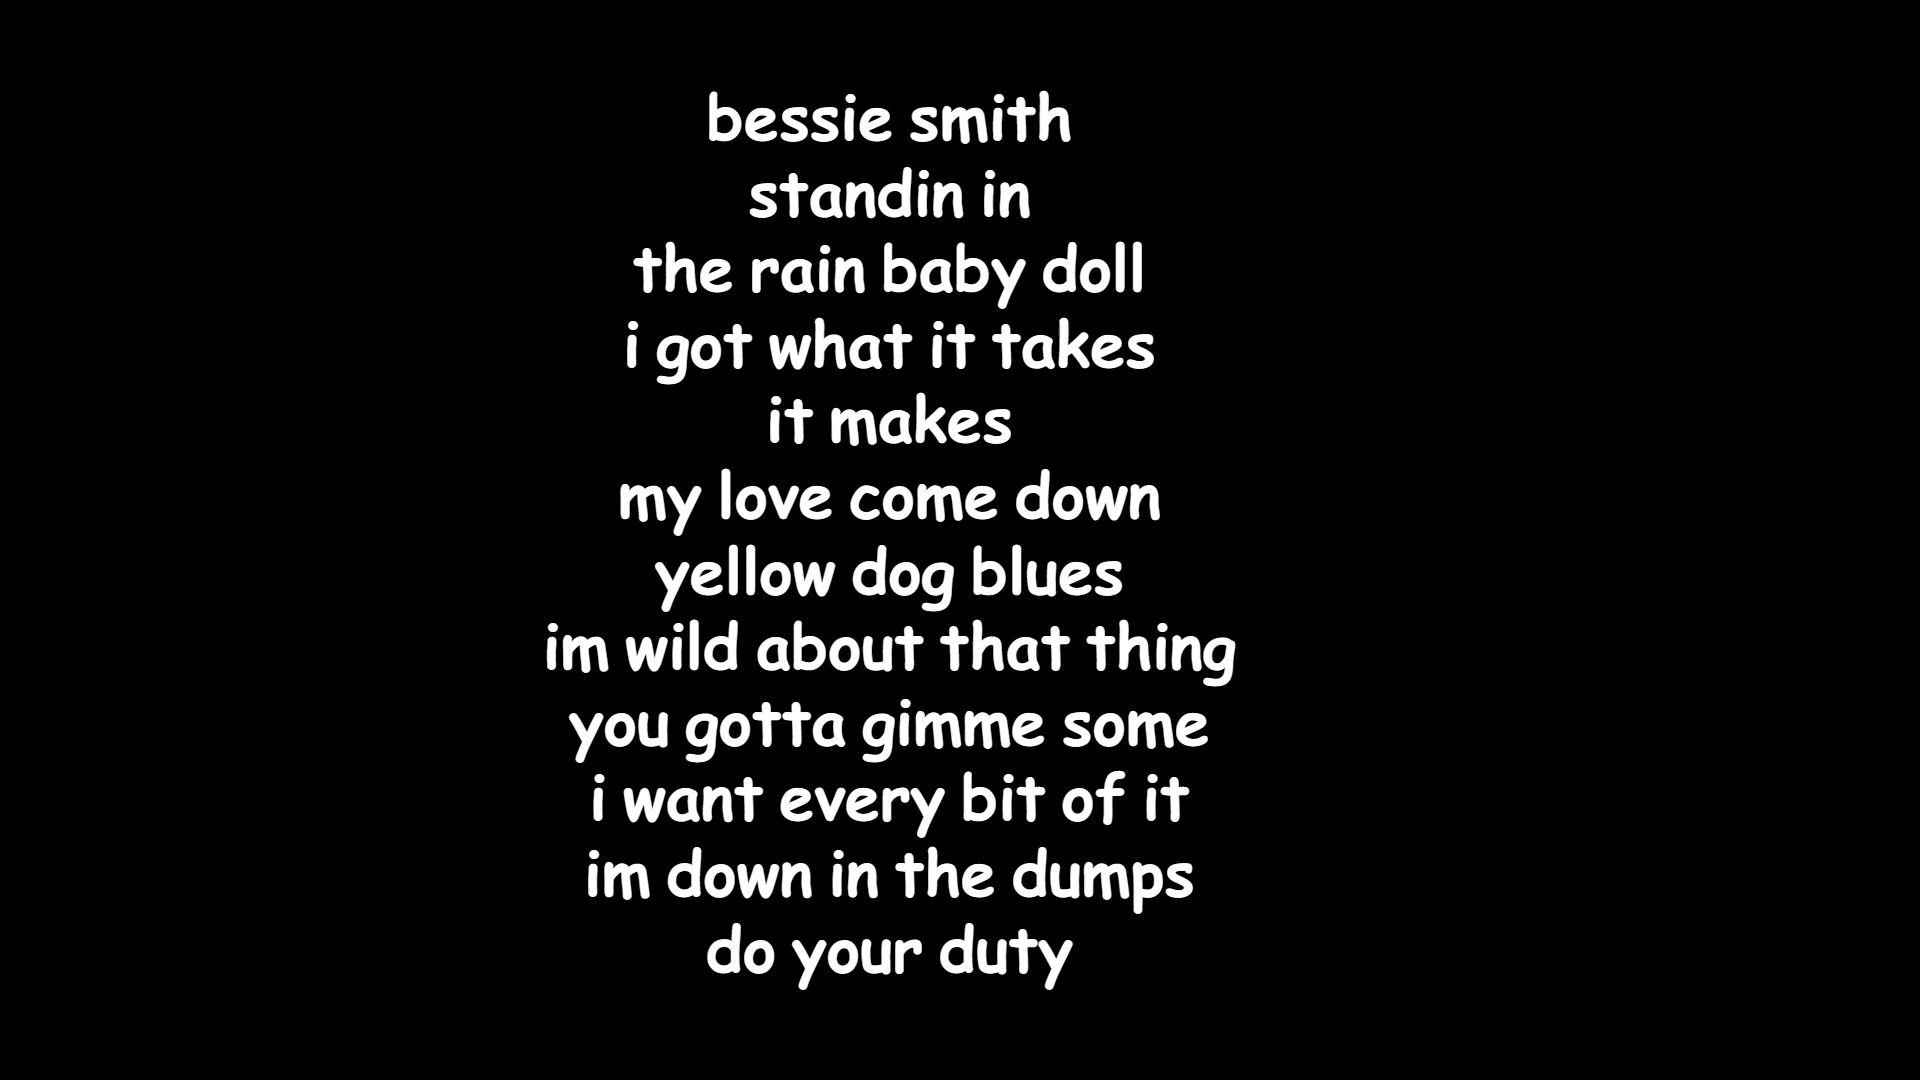 bessie smith
standin in
the rain baby doll
i got what it takes
it makes
my love come down
yellow dog blues
im wild about that thing
you gotta gimme some
i want every bit of it
im down in the dumps
do your duty